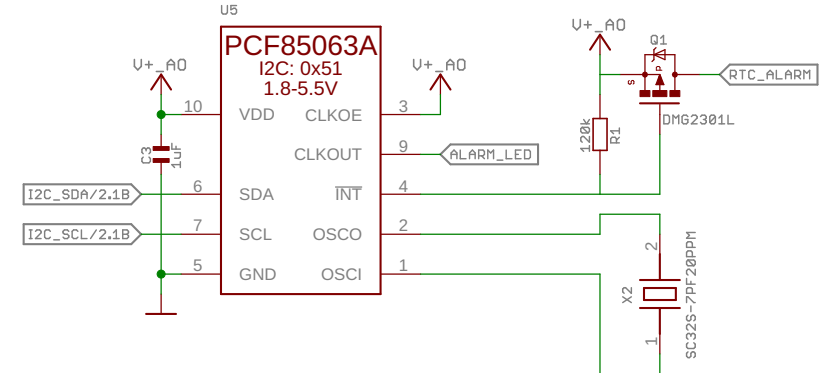 U5
PCF85063A
I2C: 0x51
1.8-5.5V
V+_AO
V+_AO
V+_AO
Q1
S
P
RTC_ALARM
DMG2301L
10
VDD
CLKOE
3
C3
1uF
CLKOUT
9
ALARM_LED
120k
R1
I2C_SDA/2.1B
6
SDA
INT
4
I2C_SCL/2.1B
7
SCL
OSCO
2
5
GND
OSCI
1
2
X2
1
SC32S-7PF20PPM